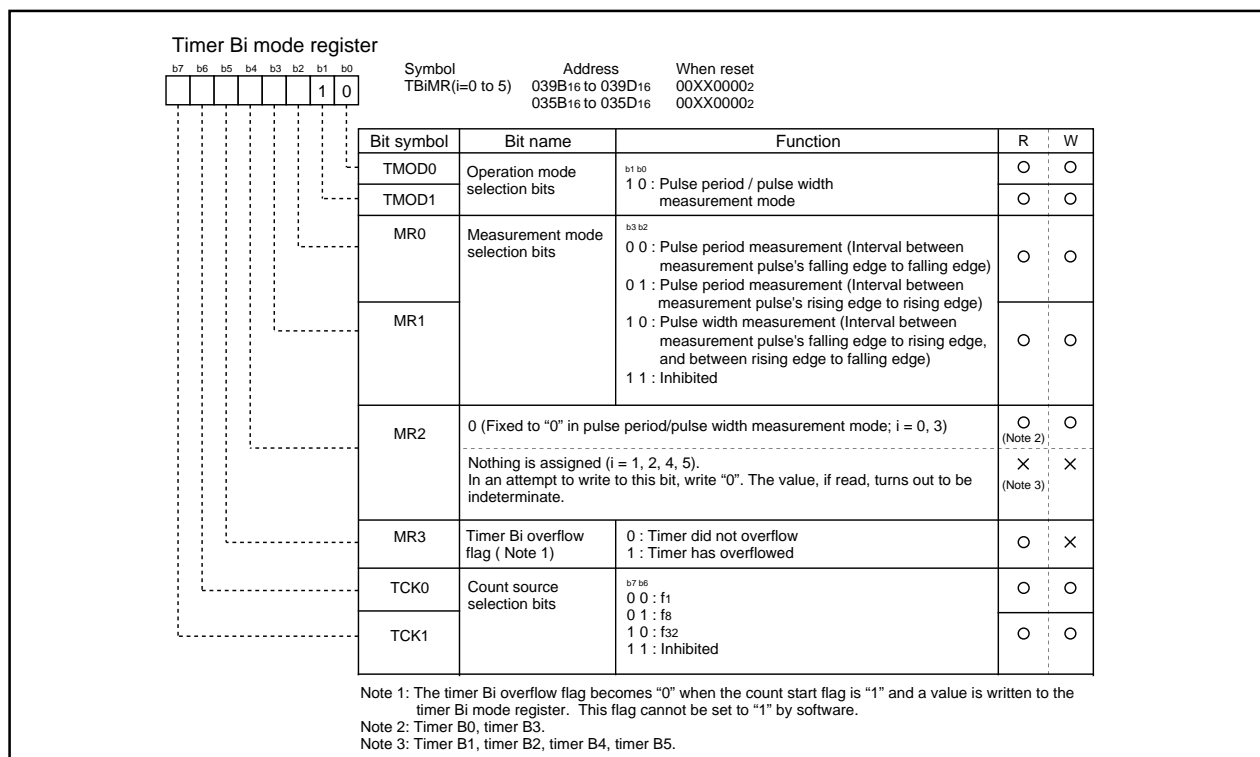 Timer Bi mode register
b7 b6 b5 b4 b3 b2 b1 b0
1 0
Symbol Address When reset
TBiMR(i=0 to 5) 039B16 to 039D16 00XX00002
035B16 to 035D16 00XX00002
Bit symbol Bit name Function R W
TMOD0 Operation mode selection bits b1 b0
1 0 : Pulse period / pulse width
measurement mode
TMOD1
MR0 Measurement mode
selection bits
b3 b2
0 0 : Pulse period measurement (Interval between
measurement pulse's falling edge to falling edge)
0 1 : Pulse period measurement (Interval between
measurement pulse's rising edge to rising edge)
MR1
1 0 : Pulse width measurement (Interval between
measurement pulse's falling edge to rising edge,
and between rising edge to falling edge)
1 1 : Inhibited
MR2
0 (Fixed to “0” in pulse period/pulse width measurement mode; i = 0, 3)
(Note 2)
Nothing is assigned (i = 1, 2, 4, 5).
In an attempt to write to this bit, write “0”. The value, if read, turns out to be
indeterminate.
(Note 3)
MR3 Timer Bi overflow
flag ( Note 1)
0 : Timer did not overflow
1 : Timer has overflowed
TCK0 Count source
selection bits
b7 b6
0 0 : f1
0 1 : f8
TCK1
1 0 : f32
1 1 : Inhibited
Note 1: The timer Bi overflow flag becomes “0” when the count start flag is “1” and a value is written to the
timer Bi mode register. This flag cannot be set to “1” by software.
Note 2: Timer B0, timer B3.
Note 3: Timer B1, timer B2, timer B4, timer B5.